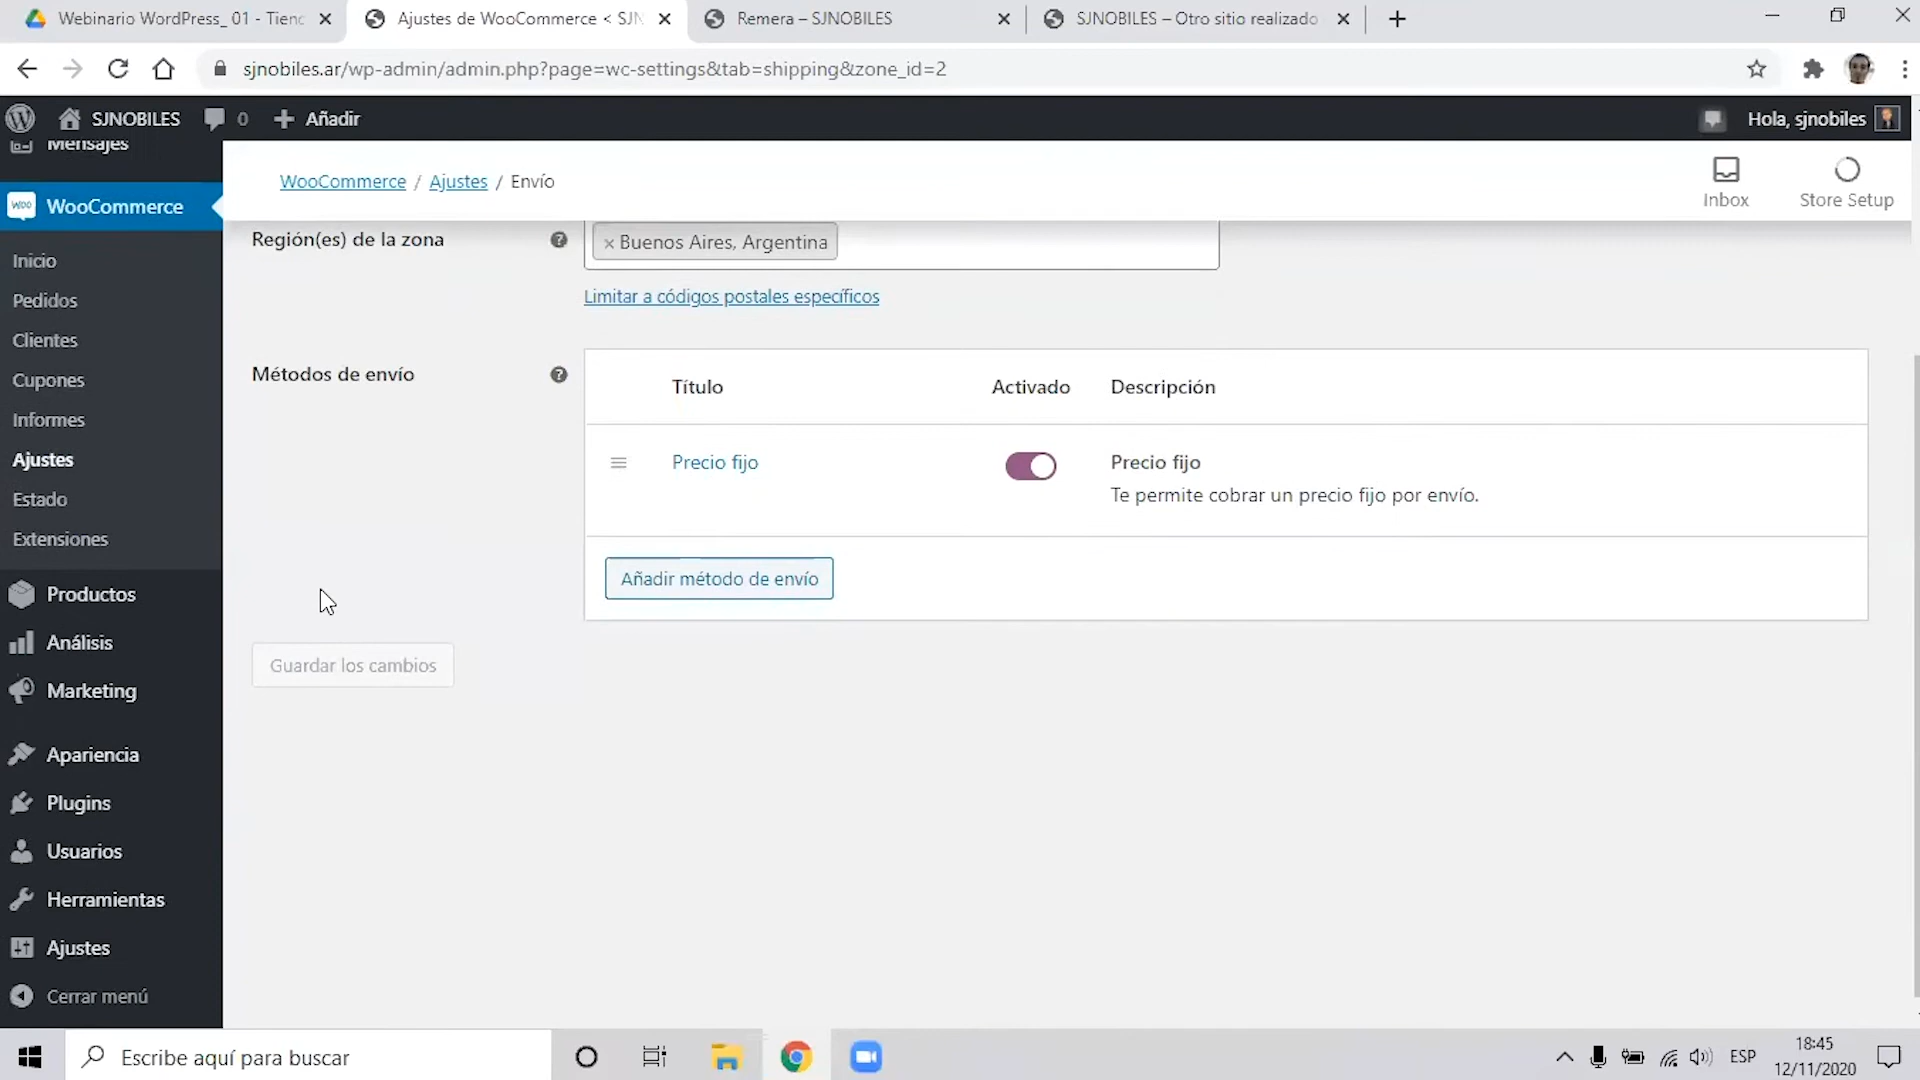 Webinario WordPress_ 01 - Tienc
Ajustes de WooCommerce < SJN
Remera – SJNOBILES
SJNOBILES – Otro sitio realizado
sjnobiles.ar/wp-admin/admin.php?page=wc-settings&tab=shipping&zone_id=2
SJNOBILES
0
Añadir
Hola, sjnobiles
Mensajes
WooCommerce
Inicio
Pedidos
Clientes
Cupones
Informes
Ajustes
Estado
Extensiones
Productos
Análisis
Marketing
Apariencia
Plugins
Usuarios
Herramientas
Ajustes
Cerrar menú
WooCommerce / Ajustes / Envío
Inbox
Store Setup
Región(es) de la zona
× Buenos Aires, Argentina
Limitar a códigos postales específicos
Métodos de envío
Título
Activado
Descripción
Precio fijo
Precio fijo
Te permite cobrar un precio fijo por envío.
Añadir método de envío
Guardar los cambios
Escribe aquí para buscar
ESP
18:45
12/11/2020